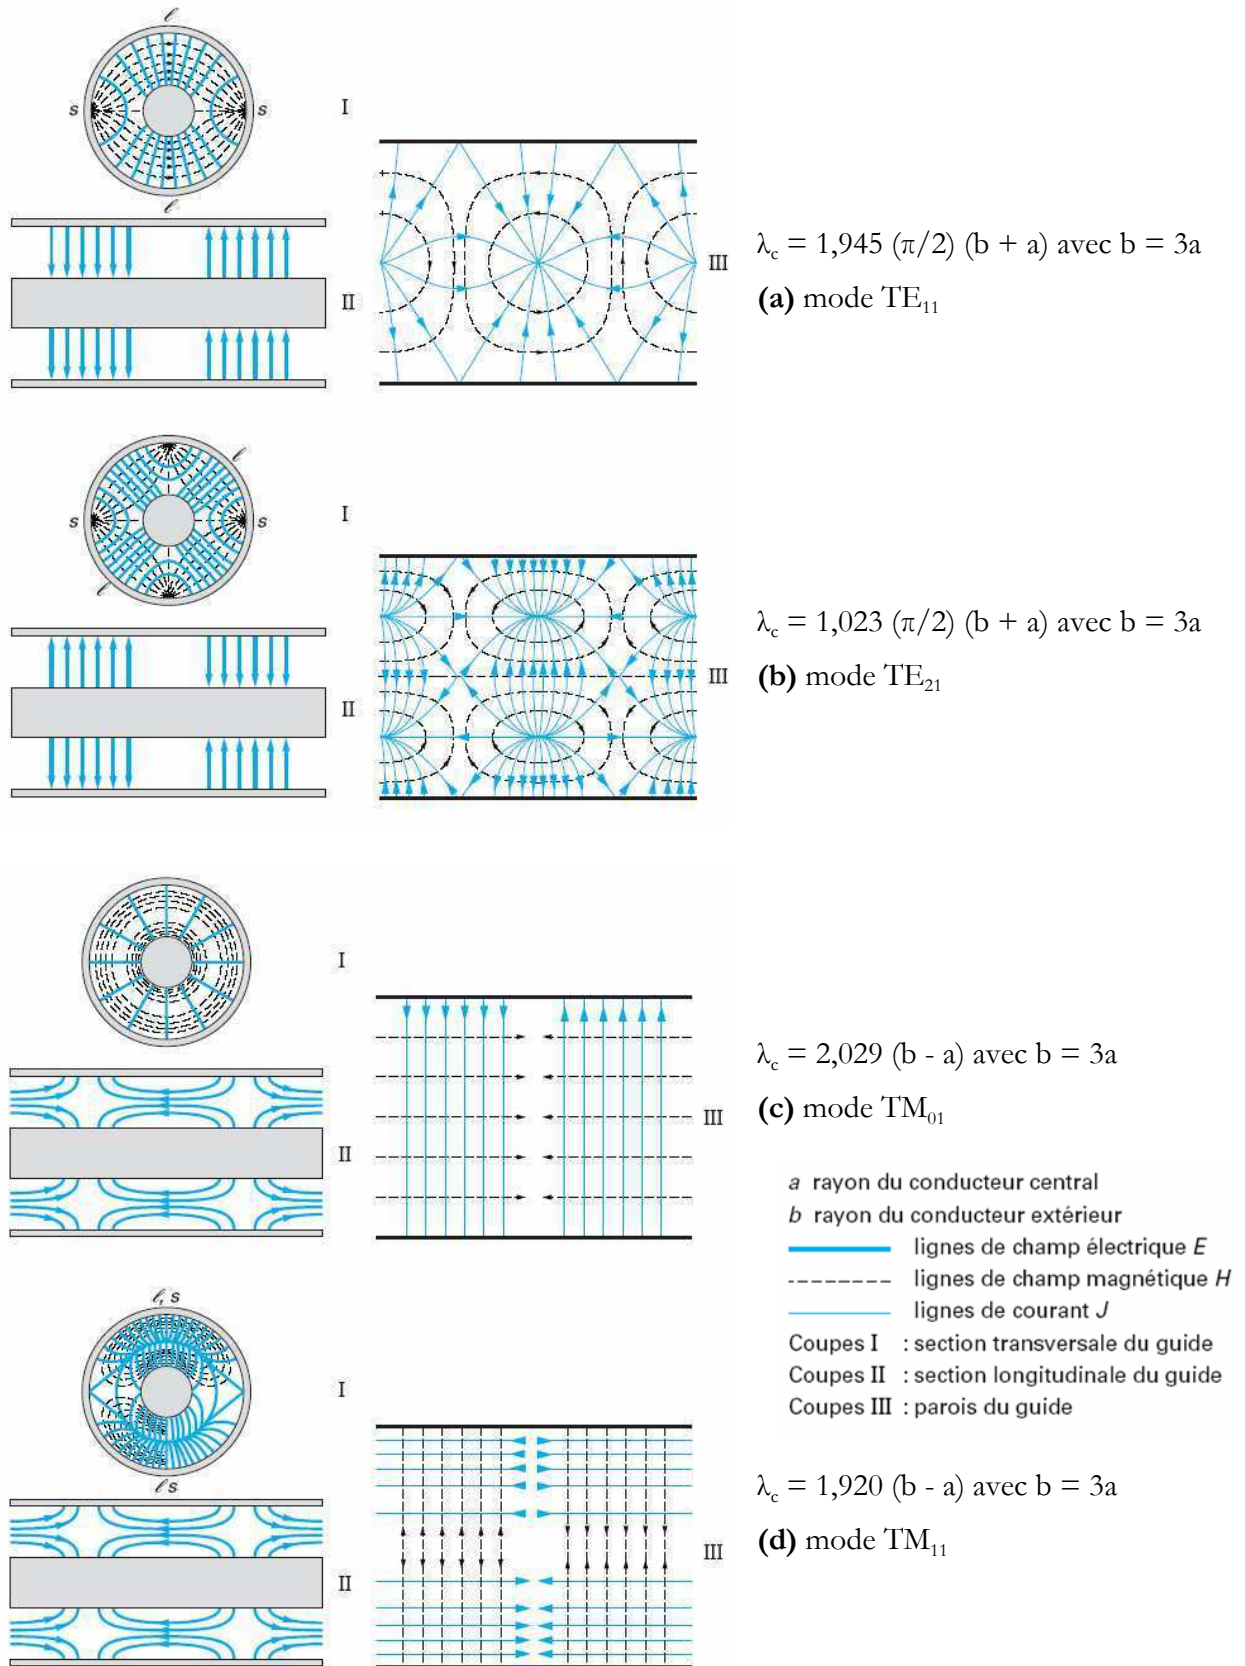 ℓ
s s
I
ℓ
II
III
λc = 1,945 (π/2) (b + a) avec b = 3a
(a) mode TE11
ℓ
s s
I
ℓ
II
III
λc = 1,023 (π/2) (b + a) avec b = 3a
(b) mode TE21
I
II
III
λc = 2,029 (b - a) avec b = 3a
(c) mode TM01
a rayon du conducteur central
b rayon du conducteur extérieur
lignes de champ électrique E
lignes de champ magnétique H
lignes de courant J
Coupes I : section transversale du guide
Coupes II : section longitudinale du guide
Coupes III : parois du guide
ℓ, s
I
ℓ s
II
III
λc = 1,920 (b - a) avec b = 3a
(d) mode TM11